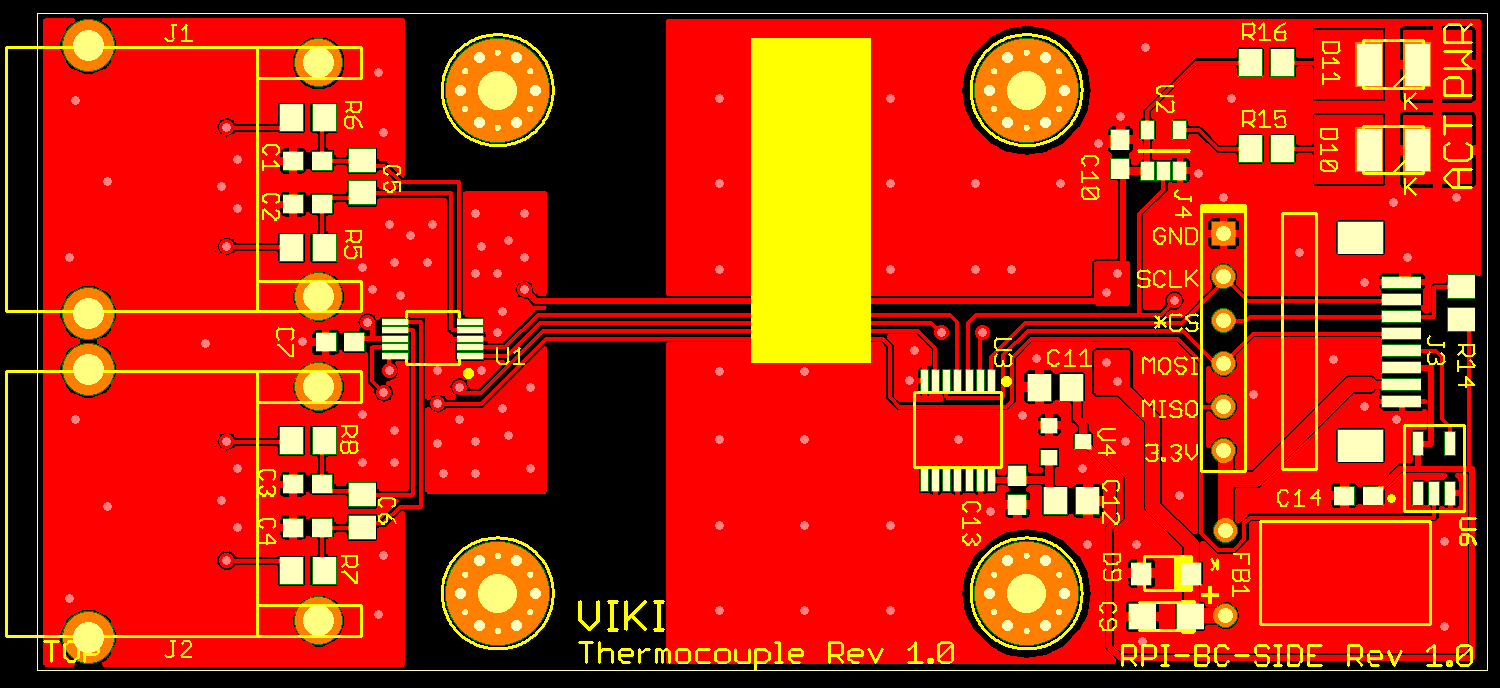 J1
R16
D11
PWR
K
R6
U2
R15
C1
D10
ACT
C5
C10
K
C2
J4
R5
GND
SCLK
*CS
C7
U1
U3
C11
MOSI
J3
R14
MISO
R8
U4
3.3V
C3
C6
C12
C14
C4
C13
U6
R7
D9
*
FB1
+
C9
VIKI
J2
TOP
Thermocouple Rev 1.0
RPI-BC-SIDE Rev 1.0